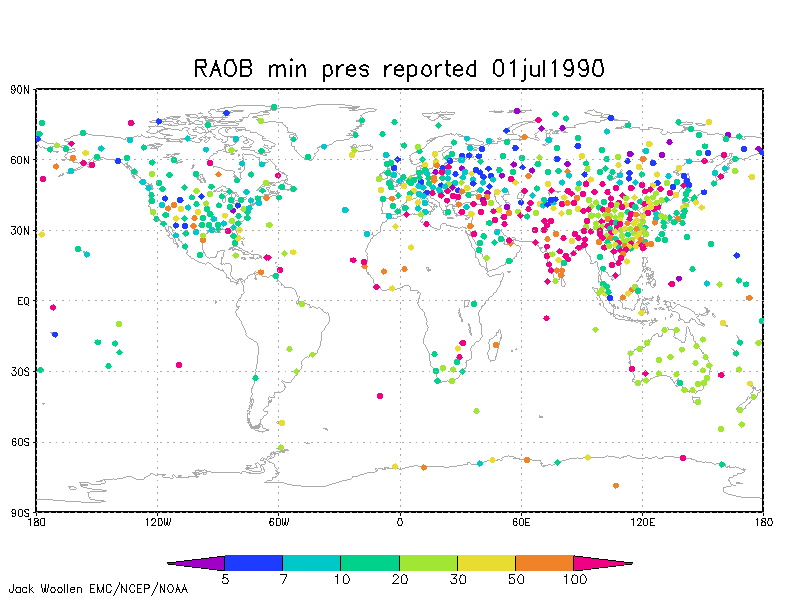 RAOB min pres reported 01jul1990
90N
60N
30N
EQ
30S
60S
90S
180 120W 60W 0 60E 120E 180
5 7 10 20 30 50 100
Jack Woollen EMC/NCEP/NOAA